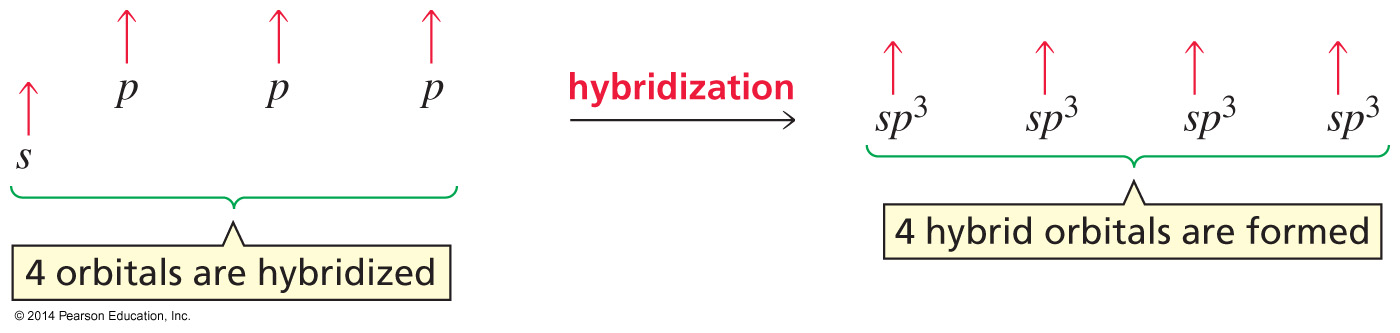 p p p
s
hybridization
sp³ sp³ sp³ sp³
4 orbitals are hybridized
4 hybrid orbitals are formed
© 2014 Pearson Education, Inc.